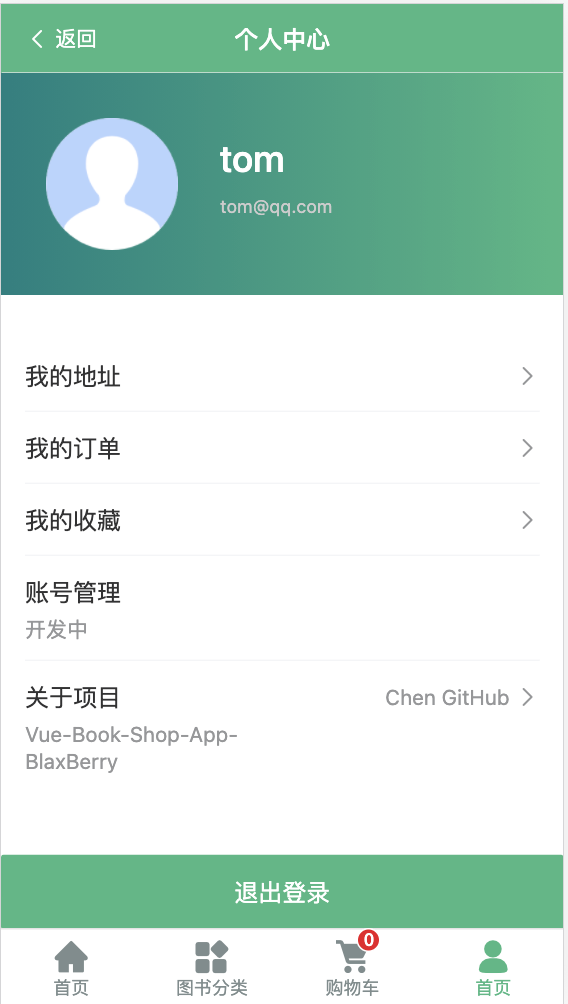 返回
个人中心
tom
tom@qq.com
我的地址
我的订单
我的收藏
账号管理
开发中
关于项目
Chen GitHub
Vue-Book-Shop-App-
BlaxBerry
退出登录
0
首页
图书分类
购物车
首页